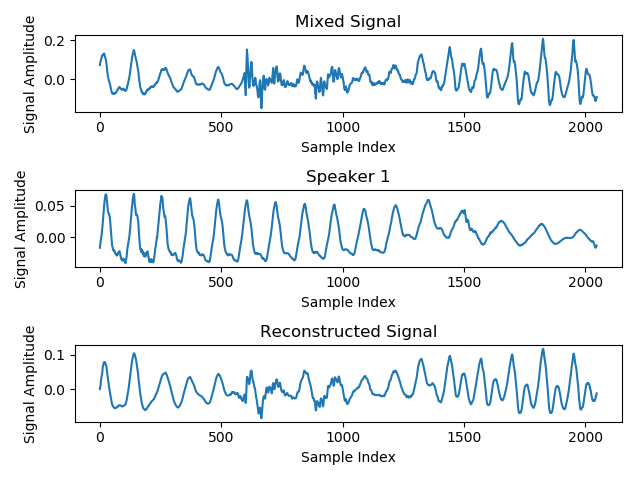 Mixed Signal
Signal Amplitude
0.2
0.0
0
500
1000
1500
2000
Sample Index
Speaker 1
Signal Amplitude
0.05
0.00
0
500
1000
1500
2000
Sample Index
Reconstructed Signal
Signal Amplitude
0.1
0.0
0
500
1000
1500
2000
Sample Index